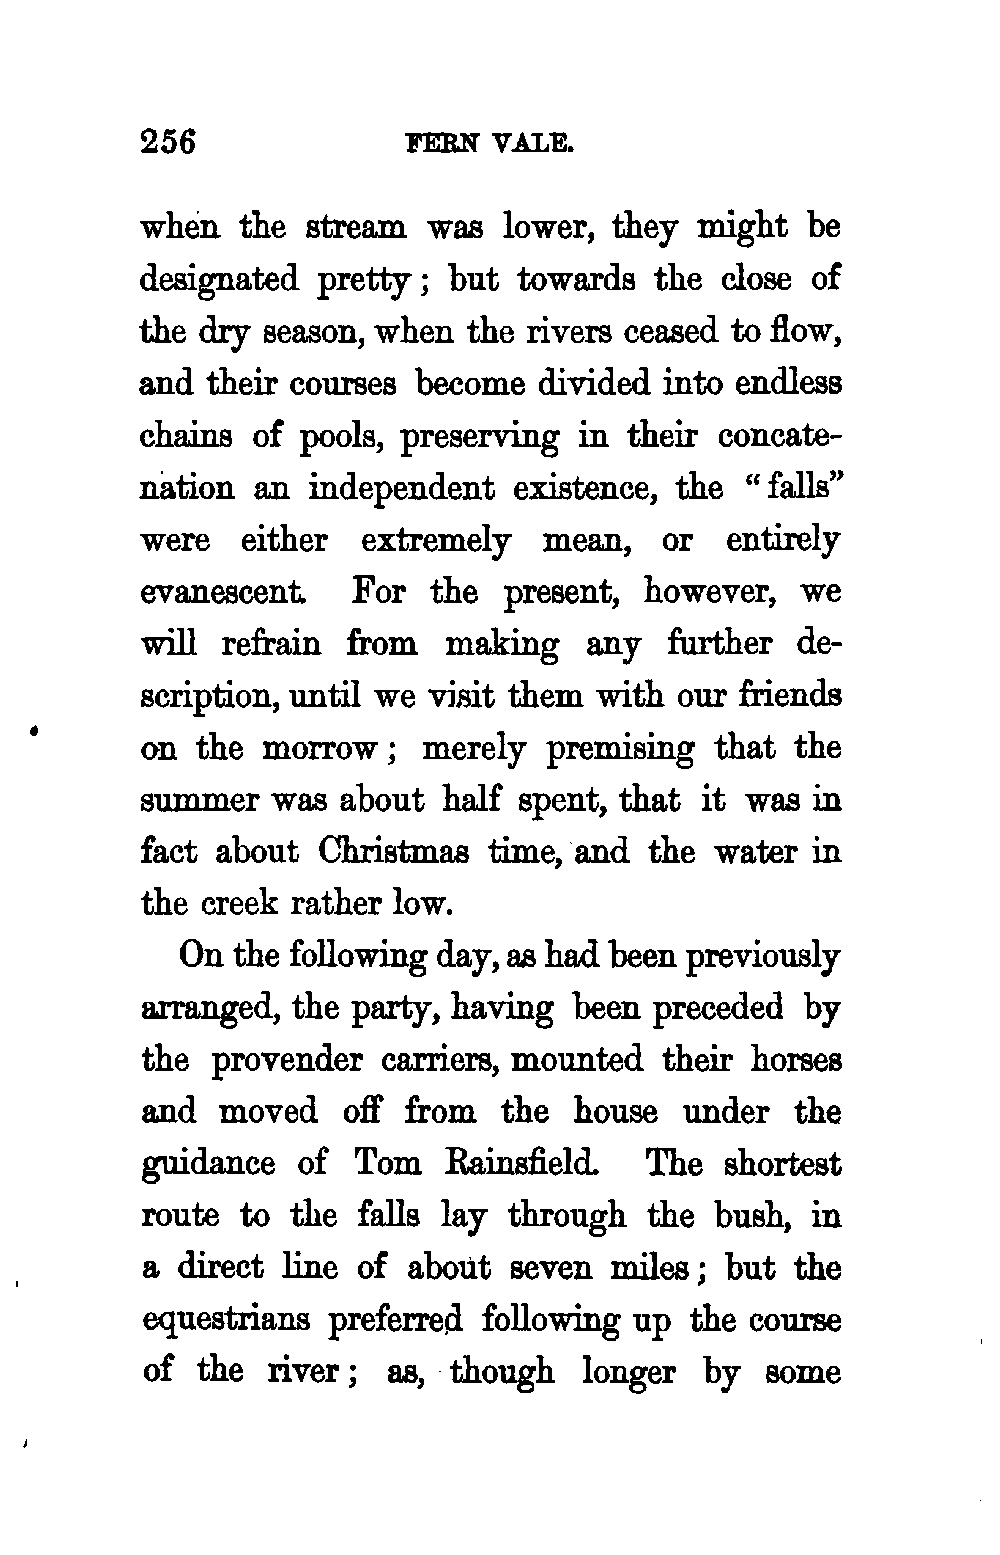 256 FERN VALE.
when the stream was lower, they might be
designated pretty ; but towards the close of
the dry season, when the rivers ceased to flow,
and their courses become divided into endless
chains of pools, preserving in their concate-
nation an independent existence, the “ falls”
were either extremely mean, or entirely
evanescent. For the present, however, we
will refrain from making any further de-
scription, until we visit them with our friends
on the morrow ; merely premising that the
summer was about half spent, that it was in
fact about Christmas time, and the water in
the creek rather low.
On the following day, as had been previously
arranged, the party, having been preceded by
the provender carriers, mounted their horses
and moved off from the house under the
guidance of Tom Rainsfield. The shortest
route to the falls lay through the bush, in
a direct line of about seven miles ; but the
equestrians preferred following up the course
of the river ; as, though longer by some